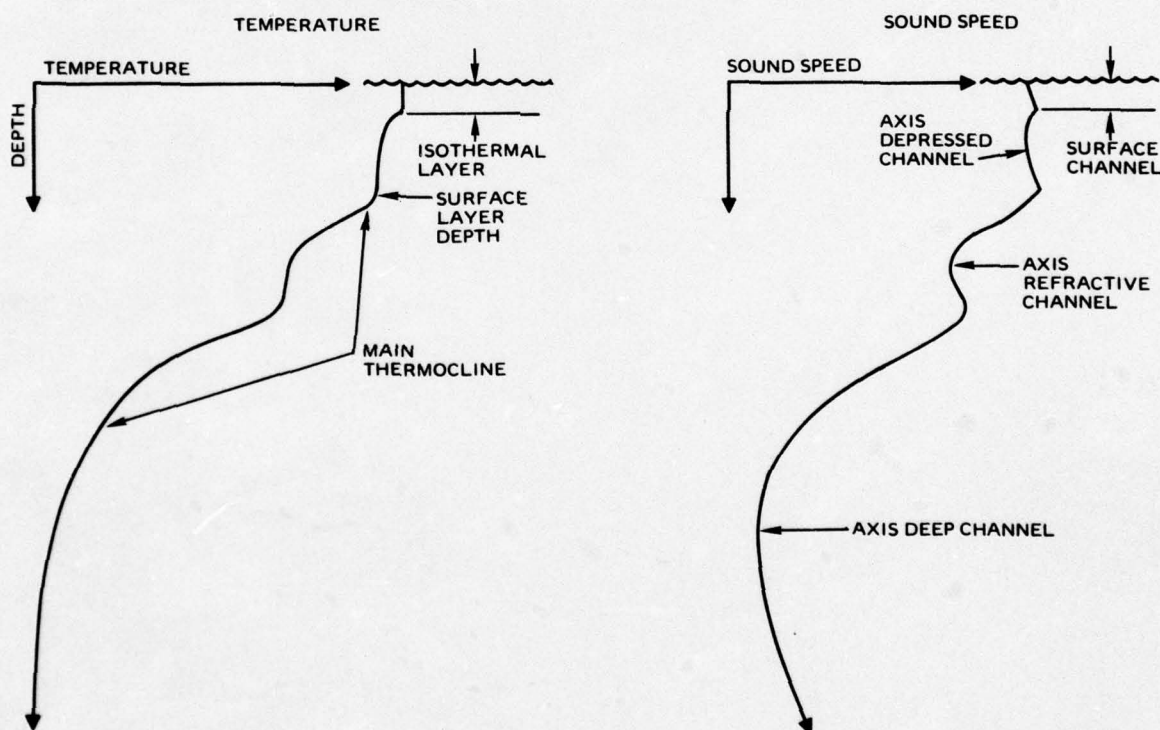 TEMPERATURE
TEMPERATURE
DEPTH
ISOTHERMAL
LAYER
SURFACE
LAYER
DEPTH
MAIN
THERMOCLINE
SOUND SPEED
SOUND SPEED
AXIS
DEPRESSED
CHANNEL
SURFACE
CHANNEL
AXIS
REFRACTIVE
CHANNEL
AXIS DEEP CHANNEL